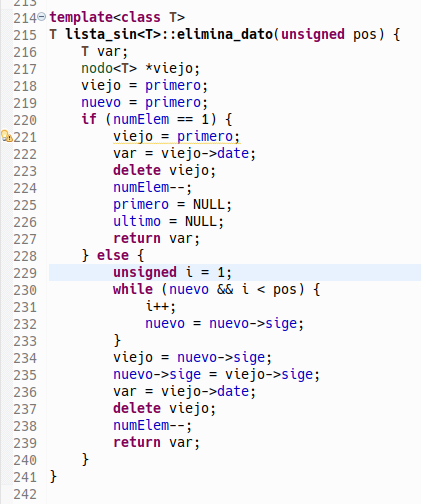 213
214 template<class T>
215 T lista_sin<T>::elimina_dato(unsigned pos) {
216     T var;
217     nodo<T> *viejo;
218     viejo = primero;
219     nuevo = primero;
220     if (numElem == 1) {
221         viejo = primero;
222         var = viejo->date;
223         delete viejo;
224         numElem--;
225         primero = NULL;
226         ultimo = NULL;
227         return var;
228     } else {
229         unsigned i = 1;
230         while (nuevo && i < pos) {
231             i++;
232             nuevo = nuevo->sige;
233         }
234         viejo = nuevo->sige;
235         nuevo->sige = viejo->sige;
236         var = viejo->date;
237         delete viejo;
238         numElem--;
239         return var;
240     }
241 }
242